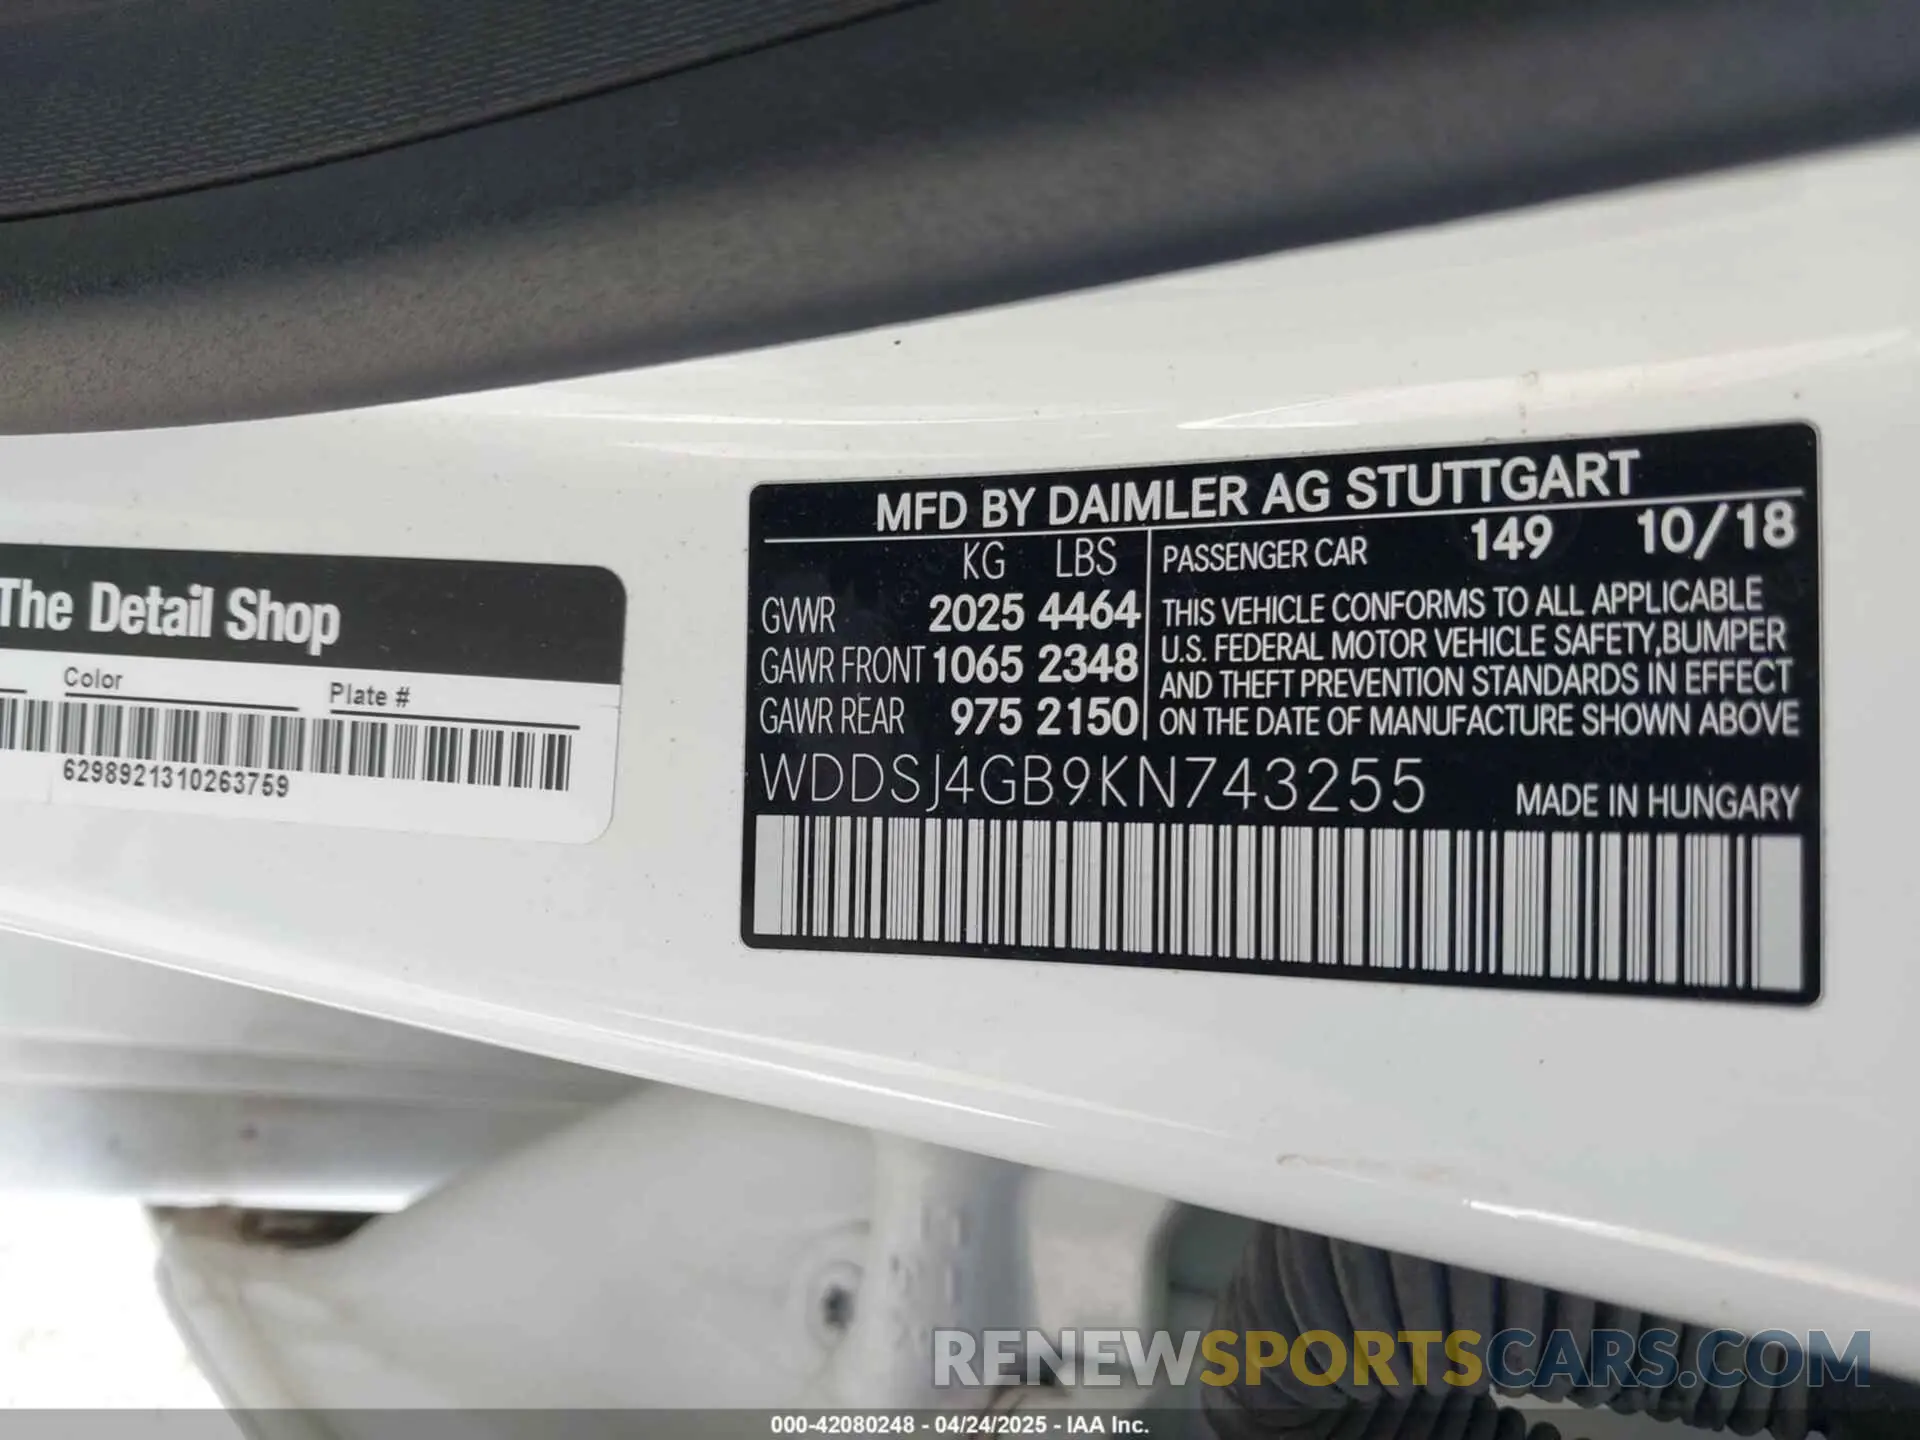 The Detail Shop
Color Plate #
6298921310263759
MFD BY DAIMLER AG STUTTGART
KG LBS
GVWR 2025 4464
GAWR FRONT 1065 2348
GAWR REAR 975 2150
PASSENGER CAR 149 10/18
THIS VEHICLE CONFORMS TO ALL APPLICABLE
U.S. FEDERAL MOTOR VEHICLE SAFETY,BUMPER
AND THEFT PREVENTION STANDARDS IN EFFECT
ON THE DATE OF MANUFACTURE SHOWN ABOVE
WDDSJ4GB9KN743255 MADE IN HUNGARY
RENEWSPORTSCARS.COM
000-42080248 - 04/24/2025 - IAA Inc.